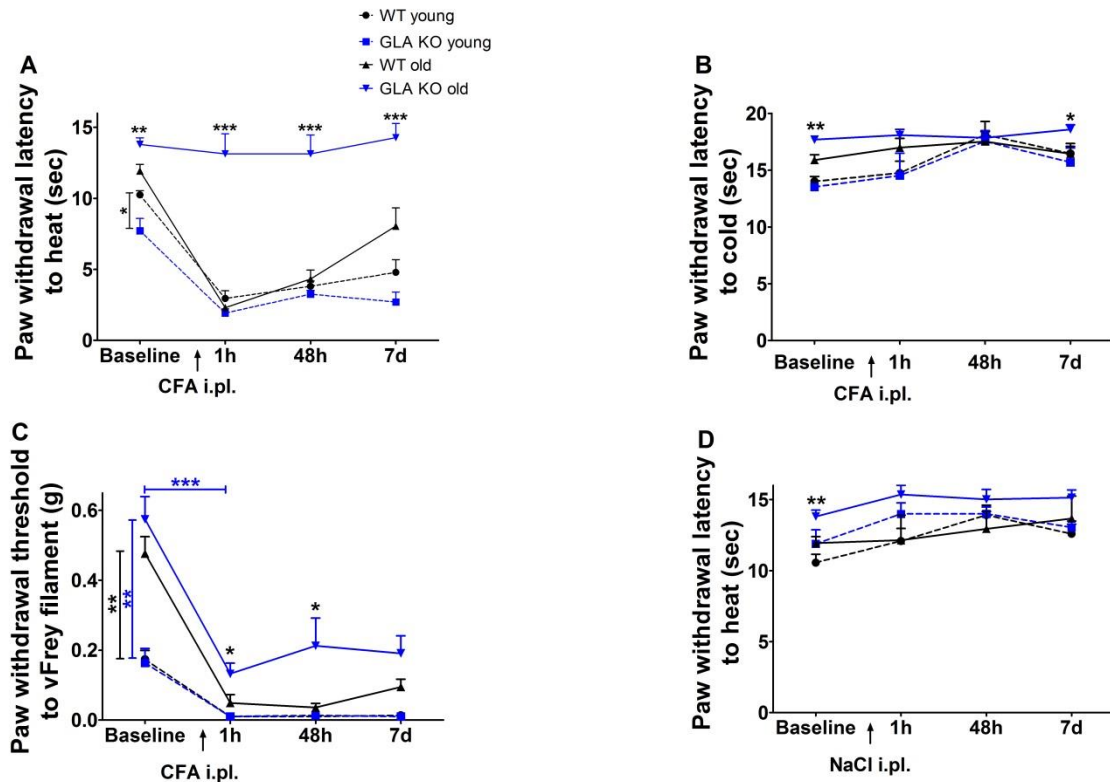 WT young
GLA KO young
WT old
GLA KO old
A
Paw withdrawal latency
to heat (sec)
15
10
5
0
**
***
***
***
*
Baseline
1h
48h
7d
CFA i.pl.
B
Paw withdrawal latency
to cold (sec)
20
15
10
5
0
**
*
Baseline
1h
48h
7d
CFA i.pl.
C
Paw withdrawal threshold
to vFrey filament (g)
0.6
0.4
0.2
0.0
***
**
**
*
*
Baseline
1h
48h
7d
CFA i.pl.
D
Paw withdrawal latency
to heat (sec)
15
10
5
0
**
Baseline
1h
48h
7d
NaCl i.pl.